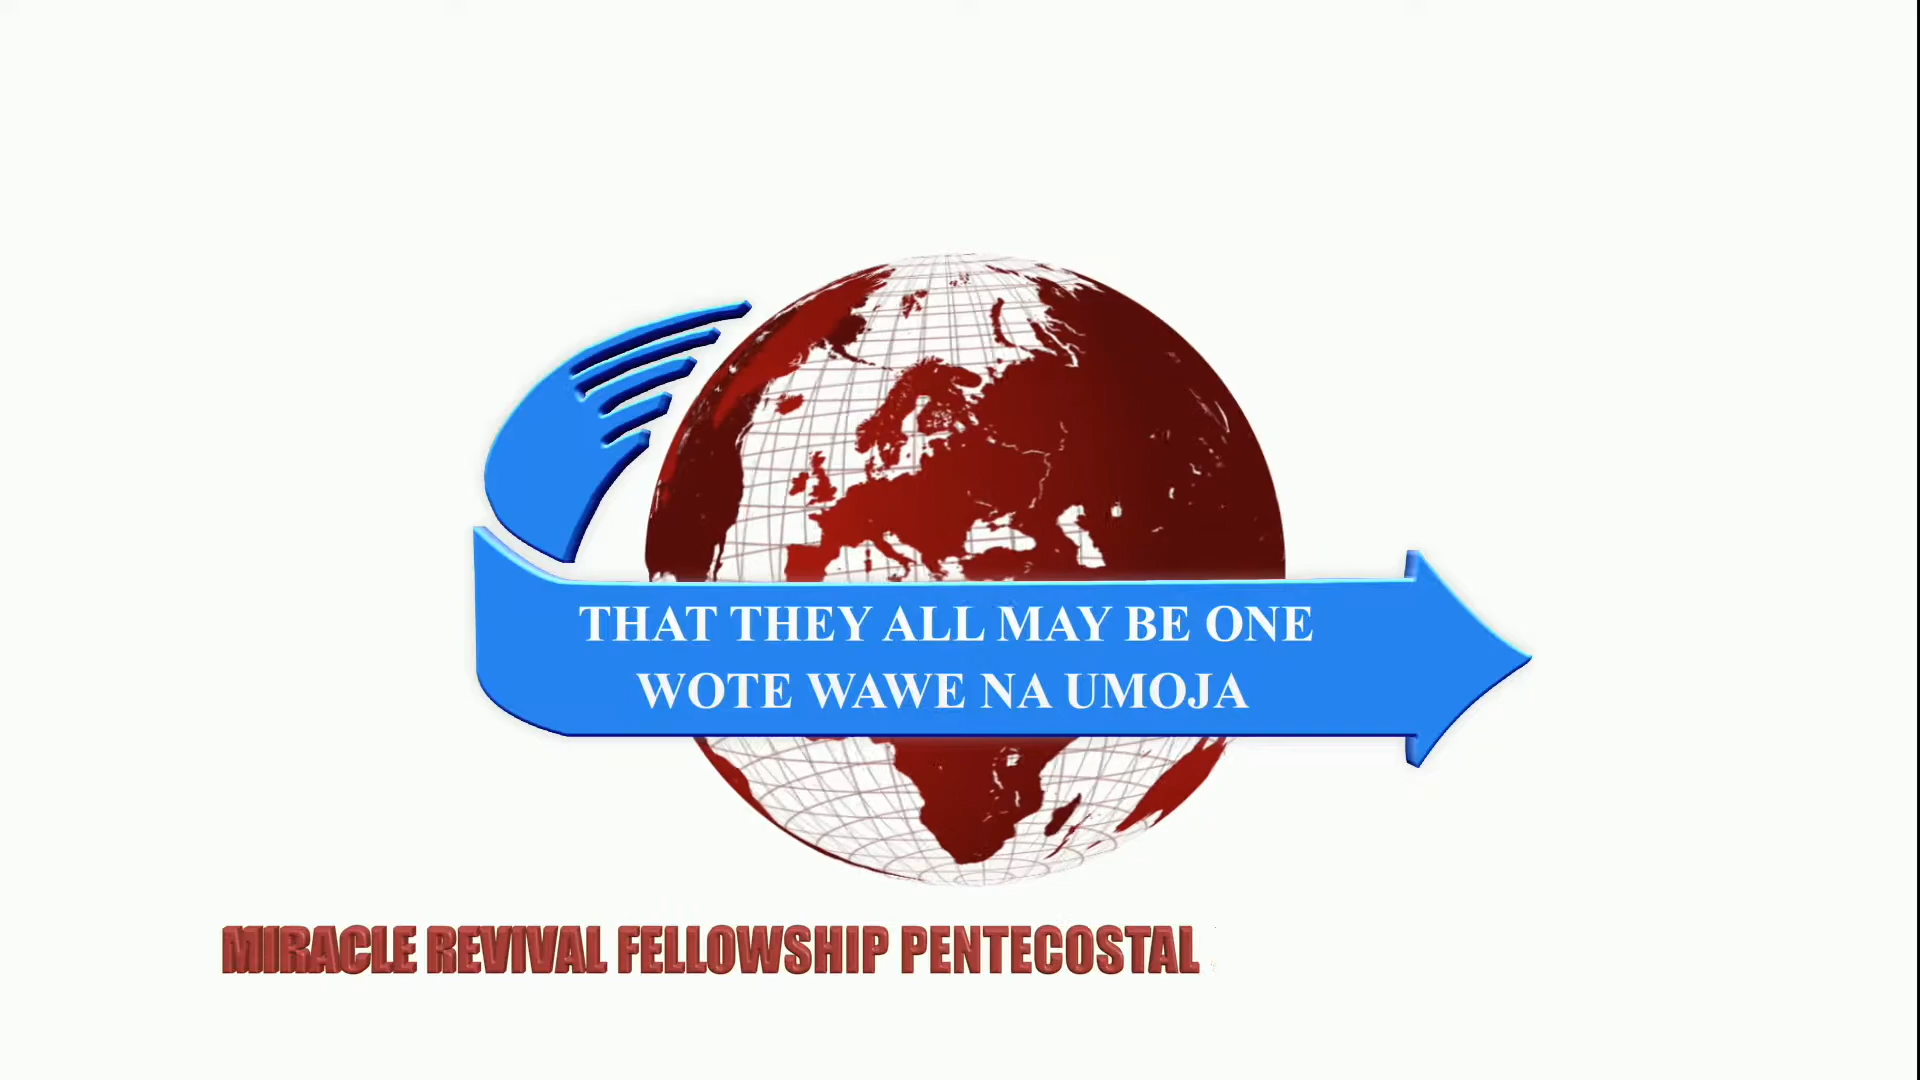 THAT THEY ALL MAY BE ONE
WOTE WAWE NA UMOJA
MIRACLE REVIVAL FELLOWSHIP PENTECOSTAL